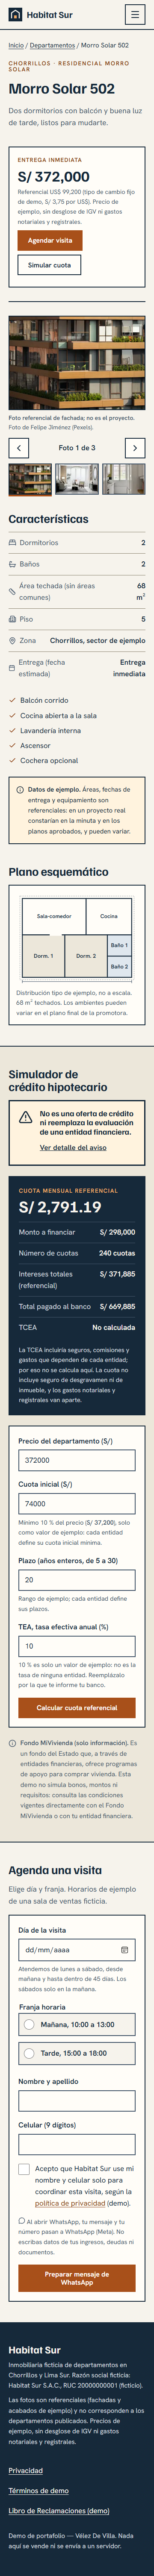 Habitat Sur
Inicio / Departamentos / Morro Solar 502
CHORRILLOS · RESIDENCIAL MORRO
SOLAR
Morro Solar 502
Dos dormitorios con balcón y buena luz
de tarde, listos para mudarte.
ENTREGA INMEDIATA
S/ 372,000
Referencial US$ 99,200 (tipo de cambio fijo
de demo, S/ 3,75 por US$). Precio de
ejemplo, sin desglose de IGV ni gastos
notariales y registrales.
Agendar visita
Simular cuota
Foto referencial de fachada; no es el proyecto.
Foto de Felipe Jiménez (Pexels).
Foto 1 de 3
Características
Dormitorios 2
Baños 2
Área techada (sin áreas comunes) 68 m²
Piso 5
Zona Chorrillos, sector de ejemplo
Entrega (fecha estimada) Entrega inmediata
Balcón corrido
Cocina abierta a la sala
Lavandería interna
Ascensor
Cochera opcional
Datos de ejemplo. Áreas, fechas de
entrega y equipamiento son
referenciales: en un proyecto real
constarían en la minuta y en los
planos aprobados, y pueden variar.
Plano esquemático
Sala-comedor
Cocina
Dorm. 1
Dorm. 2
Baño 1
Baño 2
Distribución tipo de ejemplo, no a escala.
68 m² techados. Los ambientes pueden
variar en el plano final de la promotora.
Simulador de
crédito hipotecario
No es una oferta de crédito
ni reemplaza la evaluación
de una entidad financiera.
Ver detalle del aviso
CUOTA MENSUAL REFERENCIAL
S/ 2,791.19
Monto a financiar S/ 298,000
Número de cuotas 240 cuotas
Intereses totales (referencial) S/ 371,885
Total pagado al banco S/ 669,885
TCEA No calculada
La TCEA incluiría seguros, comisiones y
gastos que dependen de cada entidad;
por eso no se calcula aquí. La cuota no
incluye seguro de desgravamen ni de
inmueble, y los gastos notariales y
registrales van aparte.
Precio del departamento (S/)
372000
Cuota inicial (S/)
74000
Mínimo 10 % del precio (S/ 37,200), solo
como valor de ejemplo: cada entidad
define su cuota inicial mínima.
Plazo (años enteros, de 5 a 30)
20
Rango de ejemplo; cada entidad define
sus plazos.
TEA, tasa efectiva anual (%)
10
10 % es solo un valor de ejemplo: no es la
tasa de ninguna entidad. Reemplázalo
por la que te informe tu banco.
Calcular cuota referencial
Fondo MiVivienda (solo información). Es
un fondo del Estado que, a través de
entidades financieras, ofrece programas
de apoyo para comprar vivienda. Esta
demo no simula bonos, montos ni
requisitos: consulta las condiciones
vigentes directamente con el Fondo
MiVivienda o con tu entidad financiera.
Agenda una visita
Elige día y franja. Horarios de ejemplo
de una sala de ventas ficticia.
Día de la visita
dd/mm/aaaa
Atendemos de lunes a sábado, desde
mañana y hasta dentro de 45 días. Los
sábados solo en la mañana.
Franja horaria
Mañana, 10:00 a 13:00
Tarde, 15:00 a 18:00
Nombre y apellido
Celular (9 dígitos)
Acepto que Habitat Sur use mi
nombre y celular solo para
coordinar esta visita, según la
política de privacidad (demo).
Al abrir WhatsApp, tu mensaje y tu
número pasan a WhatsApp (Meta). No
escribas datos de tus ingresos, deudas ni
documentos.
Preparar mensaje de
WhatsApp
Habitat Sur
Inmobiliaria ficticia de departamentos en
Chorrillos y Lima Sur. Razón social ficticia:
Habitat Sur S.A.C., RUC 20000000001 (ficticio).
Las fotos son referenciales (fachadas y
acabados de ejemplo) y no corresponden a los
departamentos publicados. Precios de
ejemplo, sin desglose de IGV ni gastos
notariales y registrales.
Privacidad
Términos de demo
Libro de Reclamaciones (demo)
Demo de portafolio — Vélez De Villa. Nada
aquí se vende ni se envía a un servidor.